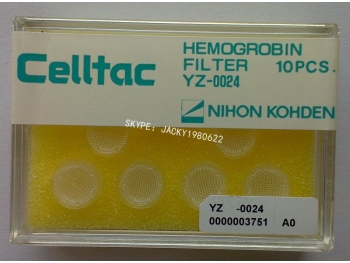 Celltac
HEMOGROBIN
FILTER 10PCS.
YZ-0024
NIHON KOHDEN
SKYPE: JACKY1980622
YZ -0024
0000003751 A0